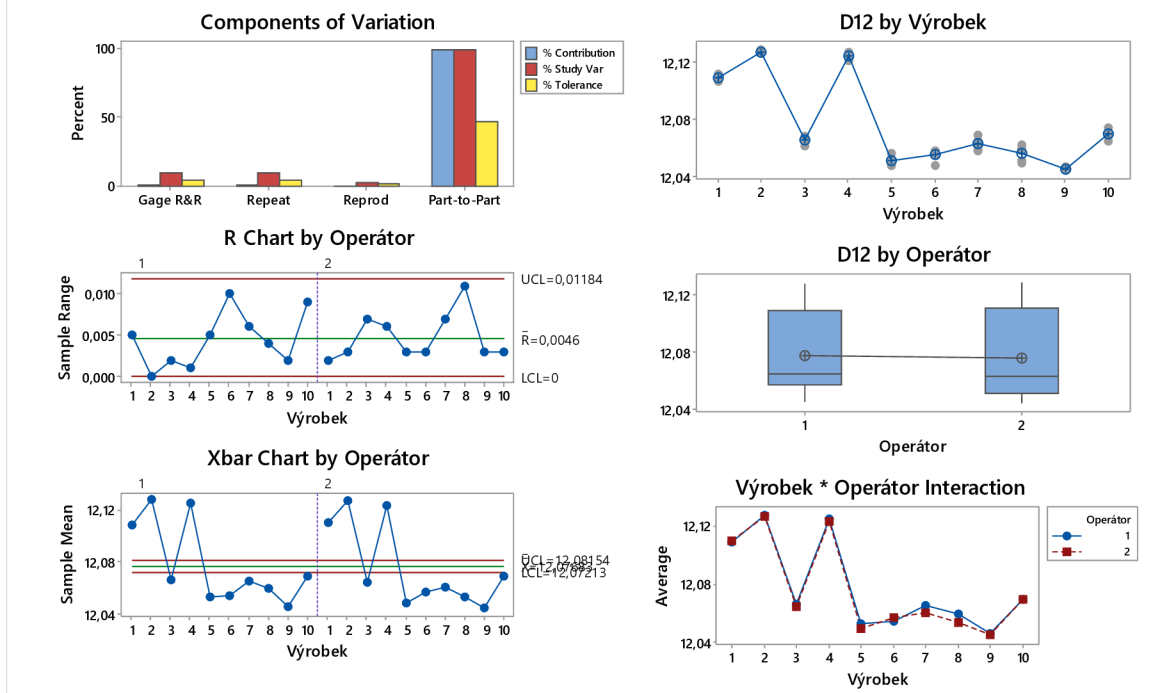 Components of Variation
100
50
0
Percent
Gage R&R Repeat Reprod Part-to-Part
% Contribution
% Study Var
% Tolerance
D12 by Výrobek
12,12
12,08
12,04
1 2 3 4 5 6 7 8 9 10
Výrobek
R Chart by Operátor
1 2
Sample Range
0,010
0,005
0,000
UCL=0,01184
R=0,0046
LCL=0
1 2 3 4 5 6 7 8 9 10 1 2 3 4 5 6 7 8 9 10
Výrobek
D12 by Operátor
12,12
12,08
12,04
1 2
Operátor
Xbar Chart by Operátor
1 2
Sample Mean
12,12
12,08
12,04
UCL=12,08154
LCL=12,07213
1 2 3 4 5 6 7 8 9 10 1 2 3 4 5 6 7 8 9 10
Výrobek
Výrobek * Operátor Interaction
Average
12,12
12,08
12,04
1 2 3 4 5 6 7 8 9 10
Výrobek
Operátor
1
2